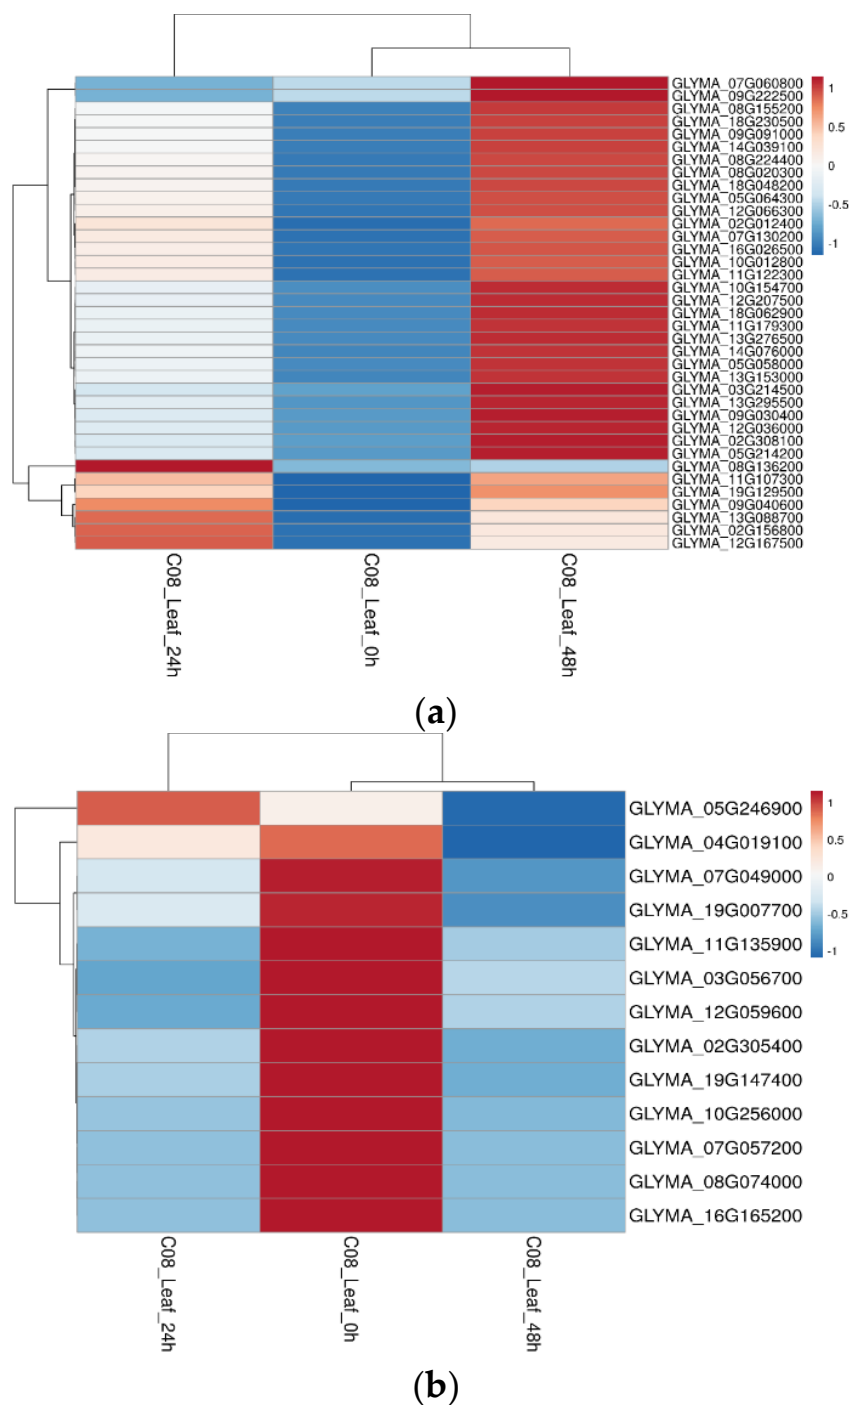 GLYMA_07G060800
GLYMA_09G222500
GLYMA_08G155200
GLYMA_18G230500
GLYMA_09G091000
GLYMA_14G039100
GLYMA_08G224400
GLYMA_08G020300
GLYMA_18G048200
GLYMA_05G064300
GLYMA_12G066300
GLYMA_02G012400
GLYMA_07G130200
GLYMA_16G026500
GLYMA_10G012800
GLYMA_11G122300
GLYMA_10G154700
GLYMA_12G207500
GLYMA_18G062900
GLYMA_11G179300
GLYMA_13G276500
GLYMA_14G076000
GLYMA_05G058000
GLYMA_13G153000
GLYMA_03G214500
GLYMA_13G295500
GLYMA_09G030400
GLYMA_12G036000
GLYMA_02G308100
GLYMA_05G214200
GLYMA_08G136200
GLYMA_11G107300
GLYMA_19G129500
GLYMA_09G040600
GLYMA_13G088700
GLYMA_02G156800
GLYMA_12G167500
1
0.5
0
-0.5
-1
C08_Leaf_24h
C08_Leaf_0h
C08_Leaf_48h
(a)
GLYMA_05G246900
GLYMA_04G019100
GLYMA_07G049000
GLYMA_19G007700
GLYMA_11G135900
GLYMA_03G056700
GLYMA_12G059600
GLYMA_02G305400
GLYMA_19G147400
GLYMA_10G256000
GLYMA_07G057200
GLYMA_08G074000
GLYMA_16G165200
1
0.5
0
-0.5
-1
C08_Leaf_24h
C08_Leaf_0h
C08_Leaf_48h
(b)